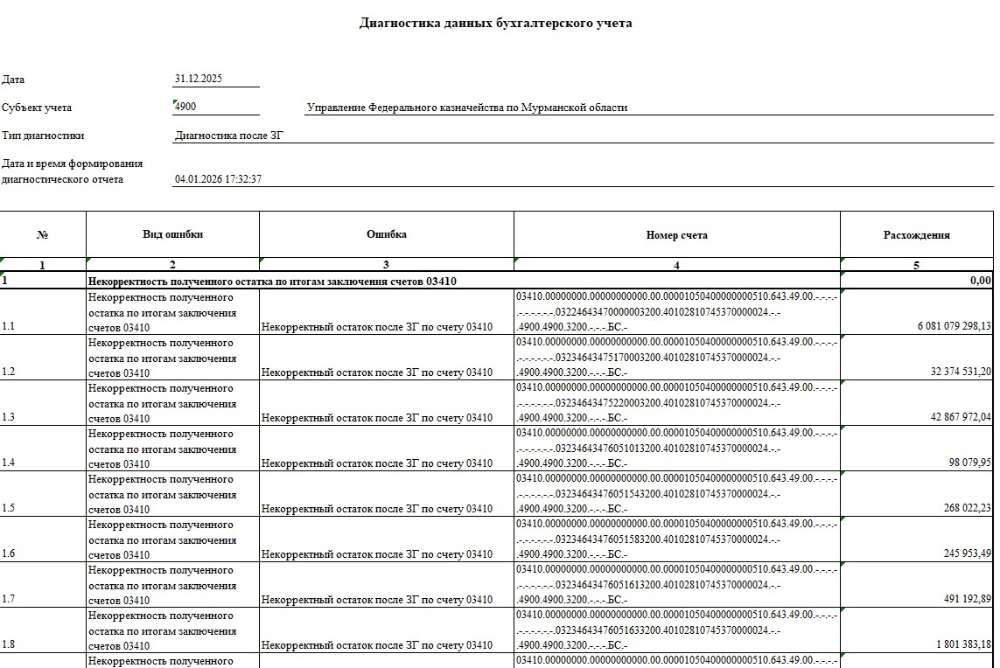 Диагностика данных бухгалтерского учета
Дата 31.12.2025
Субъект учета 4900 Управление Федерального казначейства по Мурманской области
Тип диагностики Диагностика после ЗГ
Дата и время формирования
диагностического отчета 04.01.2026 17:32:37
№ Вид ошибки Ошибка Номер счета Расхождения
1 2 3 4 5
1 Некорректность полученного остатка по итогам заключения счетов 03410 0,00
Некорректность полученного 03410.00000000.00000000000.00.00001050400000000510.643.49.00.-.-.-.-
остатка по итогам заключения .-.-.-.-.-.-.03224643470000003200.40102810745370000024.-.-
1.1 счетов 03410 Некорректный остаток после ЗГ по счету 03410 .4900.4900.3200.-.-.-.БС.- 6 081 079 298,13
Некорректность полученного 03410.00000000.00000000000.00.00001050400000000510.643.49.00.-.-.-.-
остатка по итогам заключения .-.-.-.-.-.-.03234643475170003200.40102810745370000024.-.-
1.2 счетов 03410 Некорректный остаток после ЗГ по счету 03410 .4900.4900.3200.-.-.-.БС.- 32 374 531,20
Некорректность полученного 03410.00000000.00000000000.00.00001050400000000510.643.49.00.-.-.-.-
остатка по итогам заключения .-.-.-.-.-.-.03234643475220003200.40102810745370000024.-.-
1.3 счетов 03410 Некорректный остаток после ЗГ по счету 03410 .4900.4900.3200.-.-.-.БС.- 42 867 972,04
Некорректность полученного 03410.00000000.00000000000.00.00001050400000000510.643.49.00.-.-.-.-
остатка по итогам заключения .-.-.-.-.-.-.03234643476051013200.40102810745370000024.-.-
1.4 счетов 03410 Некорректный остаток после ЗГ по счету 03410 .4900.4900.3200.-.-.-.БС.- 98 079,95
Некорректность полученного 03410.00000000.00000000000.00.00001050400000000510.643.49.00.-.-.-.-
остатка по итогам заключения .-.-.-.-.-.-.03234643476051543200.40102810745370000024.-.-
1.5 счетов 03410 Некорректный остаток после ЗГ по счету 03410 .4900.4900.3200.-.-.-.БС.- 268 022,23
Некорректность полученного 03410.00000000.00000000000.00.00001050400000000510.643.49.00.-.-.-.-
остатка по итогам заключения .-.-.-.-.-.-.03234643476051583200.40102810745370000024.-.-
1.6 счетов 03410 Некорректный остаток после ЗГ по счету 03410 .4900.4900.3200.-.-.-.БС.- 245 953,49
Некорректность полученного 03410.00000000.00000000000.00.00001050400000000510.643.49.00.-.-.-.-
остатка по итогам заключения .-.-.-.-.-.-.03234643476051613200.40102810745370000024.-.-
1.7 счетов 03410 Некорректный остаток после ЗГ по счету 03410 .4900.4900.3200.-.-.-.БС.- 491 192,89
Некорректность полученного 03410.00000000.00000000000.00.00001050400000000510.643.49.00.-.-.-.-
остатка по итогам заключения .-.-.-.-.-.-.03234643476051633200.40102810745370000024.-.-
1.8 счетов 03410 Некорректный остаток после ЗГ по счету 03410 .4900.4900.3200.-.-.-.БС.- 1 801 383,18
Некорректность полученного 03410.00000000.00000000000.00.00001050400000000510.643.49.00.-.-.-.-